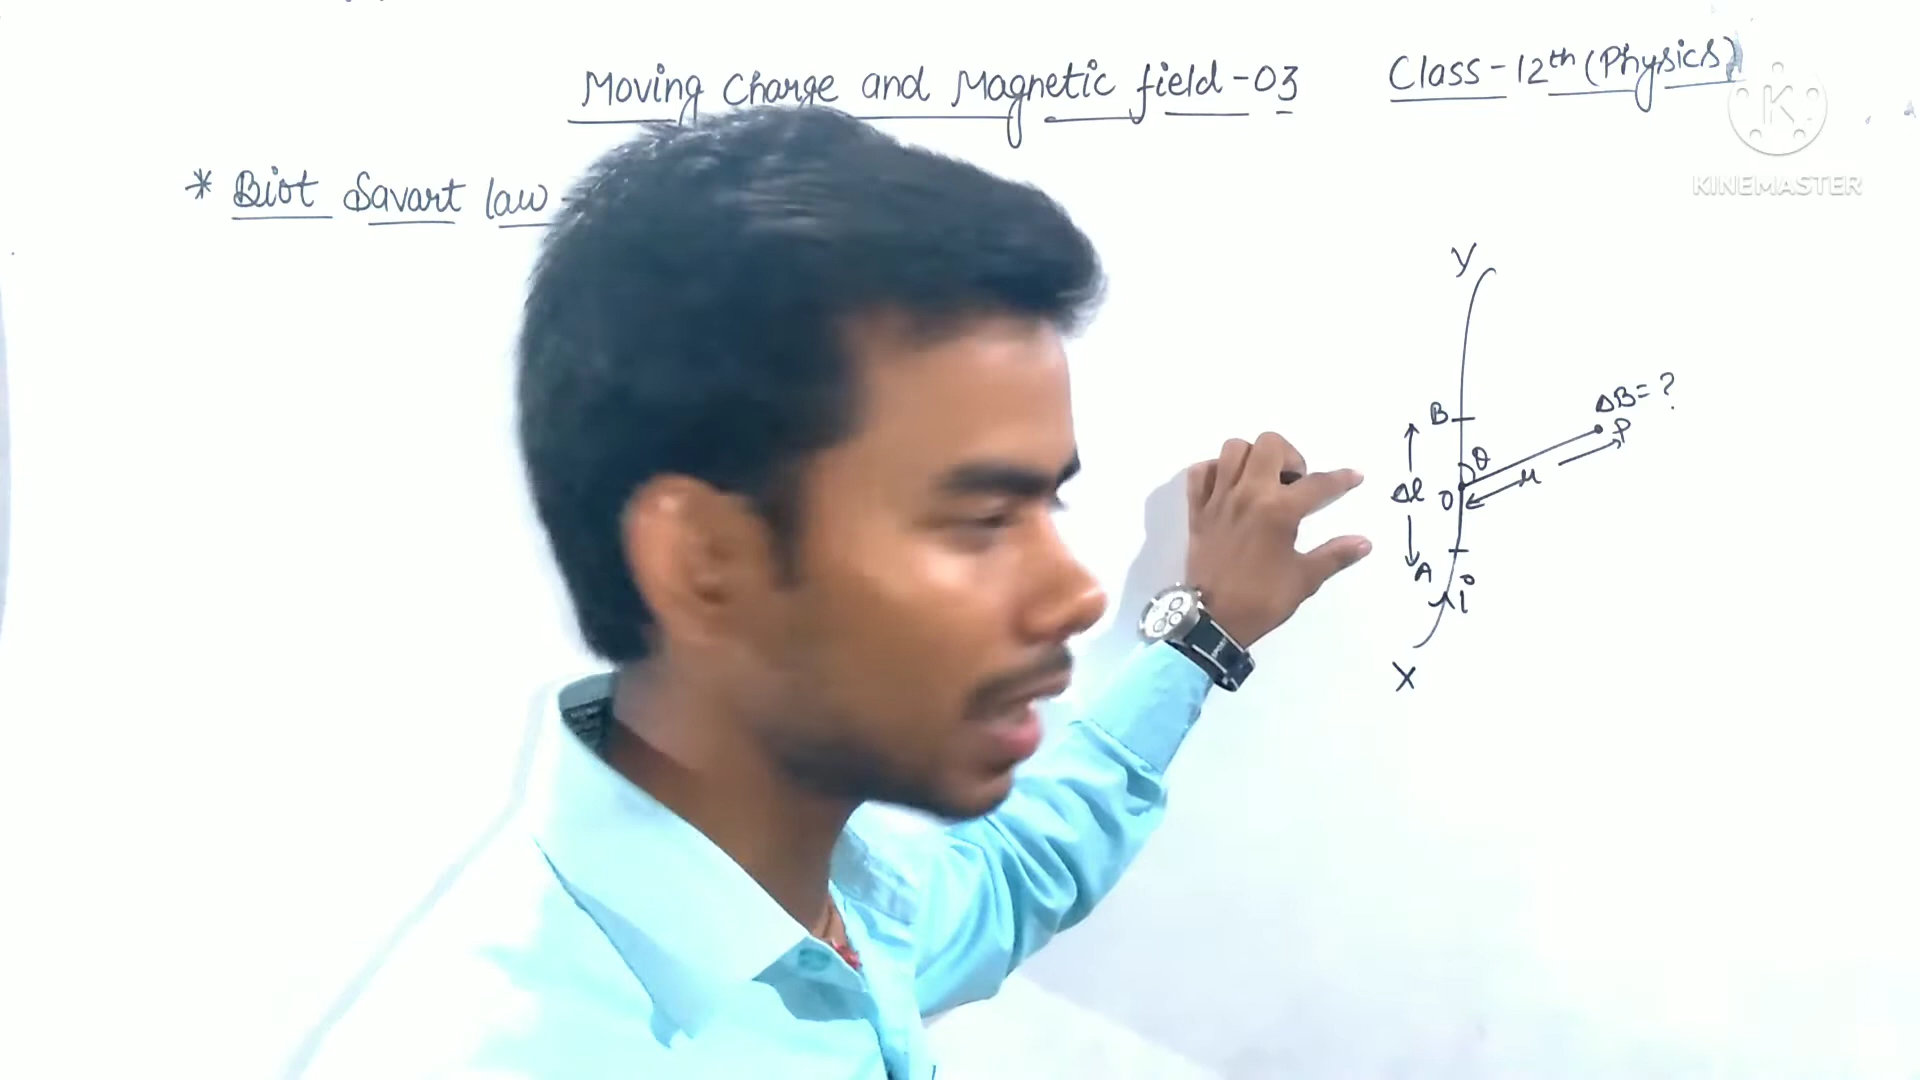 Moving Charge and Magnetic field-03
Class-12th (Physics)
KINEMASTER
* Biot Savart law
Y
ΔB=?
B
P
θ
Δl
O
r
A
i
X